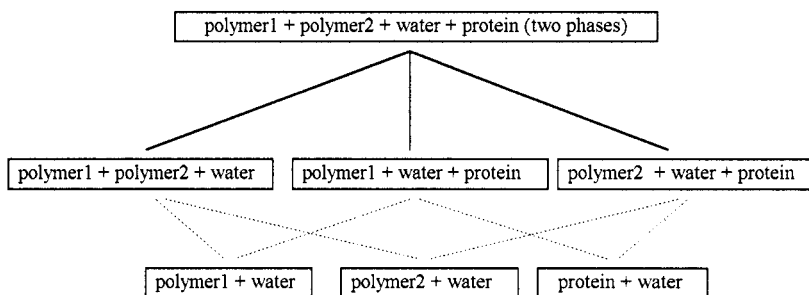 polymer1 + polymer2 + water + protein (two phases)
polymer1 + polymer2 + water
polymer1 + water + protein
polymer2 + water + protein
polymer1 + water
polymer2 + water
protein + water